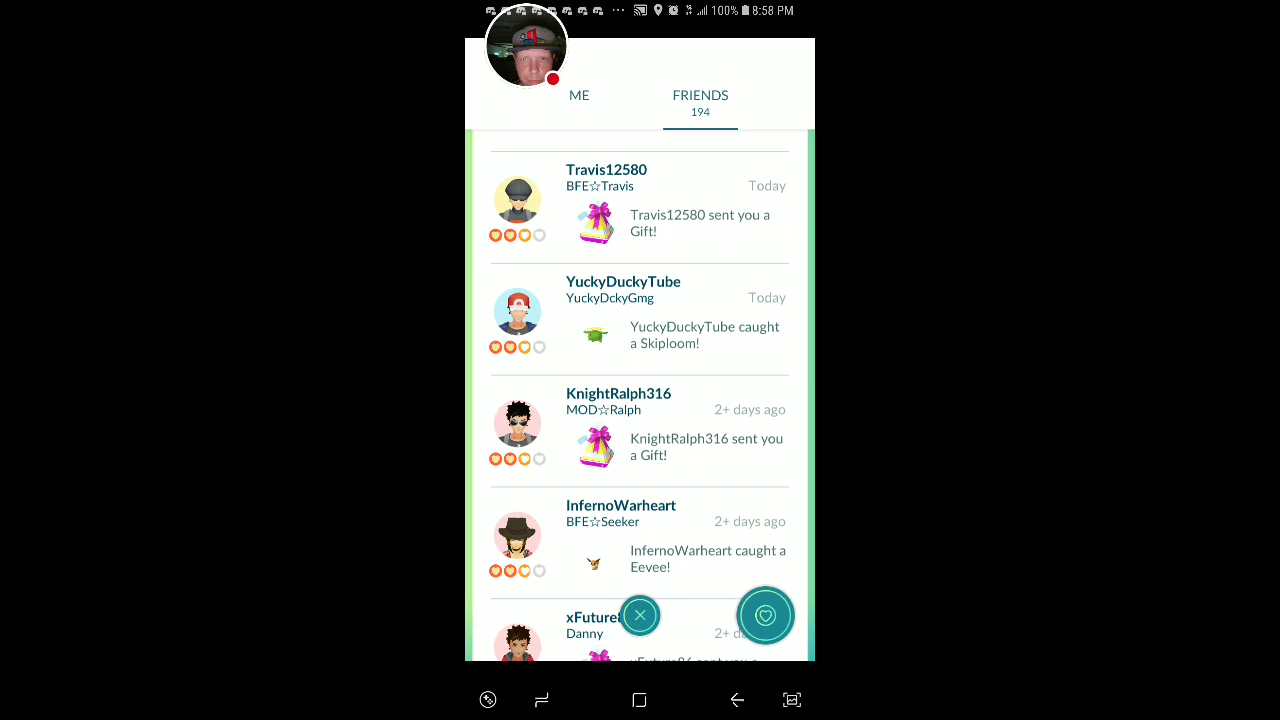 100% 8:58 PM
ME
FRIENDS
194
Travis12580
BFE☆Travis
Today
Travis12580 sent you a
Gift!
YuckyDuckyTube
YuckyDckyGmg
Today
YuckyDuckyTube caught
a Skiploom!
KnightRalph316
MOD☆Ralph
2+ days ago
KnightRalph316 sent you
a Gift!
InfernoWarheart
BFE☆Seeker
2+ days ago
InfernoWarheart caught a
Eevee!
Danny
2+